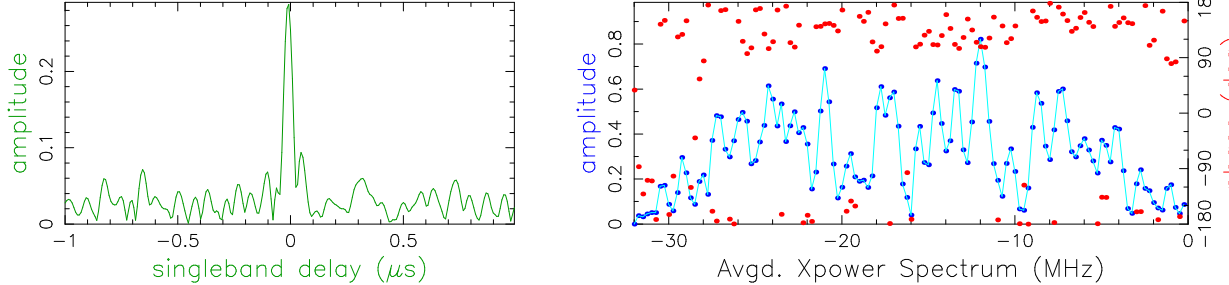 amplitude
0 0.1 0.2
−1 −0.5 0 0.5
singleband delay (μs)
amplitude
0 0.2 0.4 0.6 0.8
−30 −20 −10 0
Avgd. Xpower Spectrum (MHz)
−180 −90 0 90